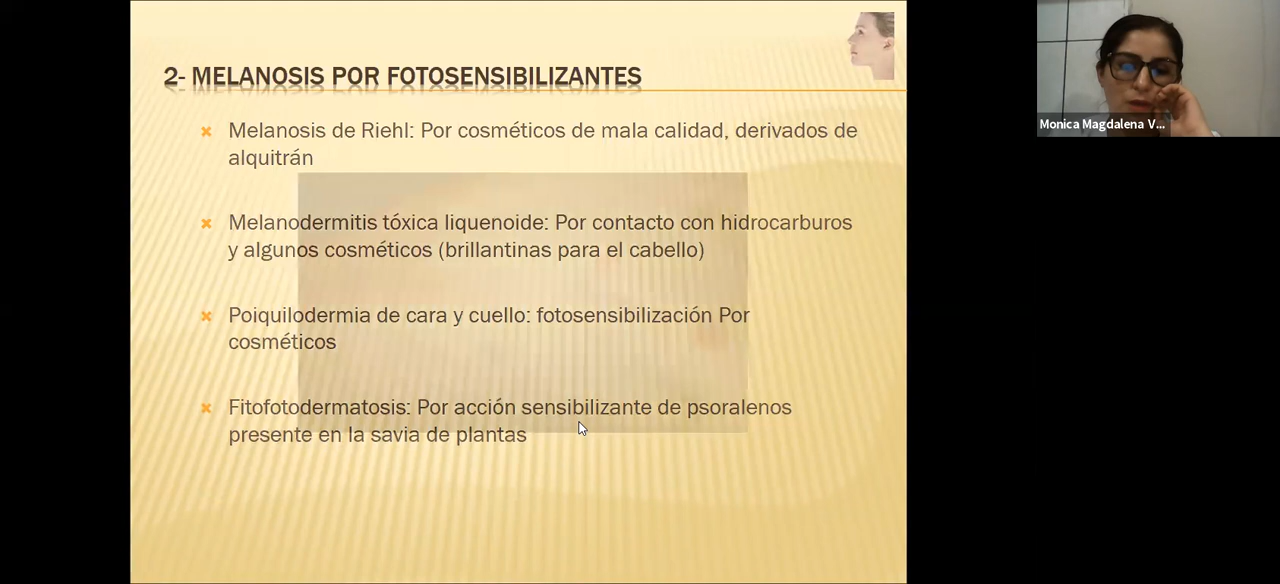 2- MELANOSIS POR FOTOSENSIBILIZANTES
Melanosis de Riehl: Por cosméticos de mala calidad, derivados de
alquitrán
Melanodermitis tóxica liquenoide: Por contacto con hidrocarburos
y algunos cosméticos (brillantinas para el cabello)
Poiquilodermia de cara y cuello: fotosensibilización Por
cosméticos
Fitofotodermatosis: Por acción sensibilizante de psoralenos
presente en la savia de plantas
Monica Magdalena V...